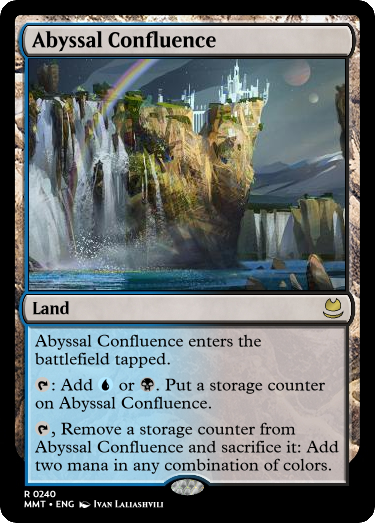 Abyssal Confluence
Land
Abyssal Confluence enters the
battlefield tapped.
: Add or . Put a storage counter
on Abyssal Confluence.
, Remove a storage counter from
Abyssal Confluence and sacrifice it: Add
two mana in any combination of colors.
R 0240
MMT • ENG Ivan Laliashvili